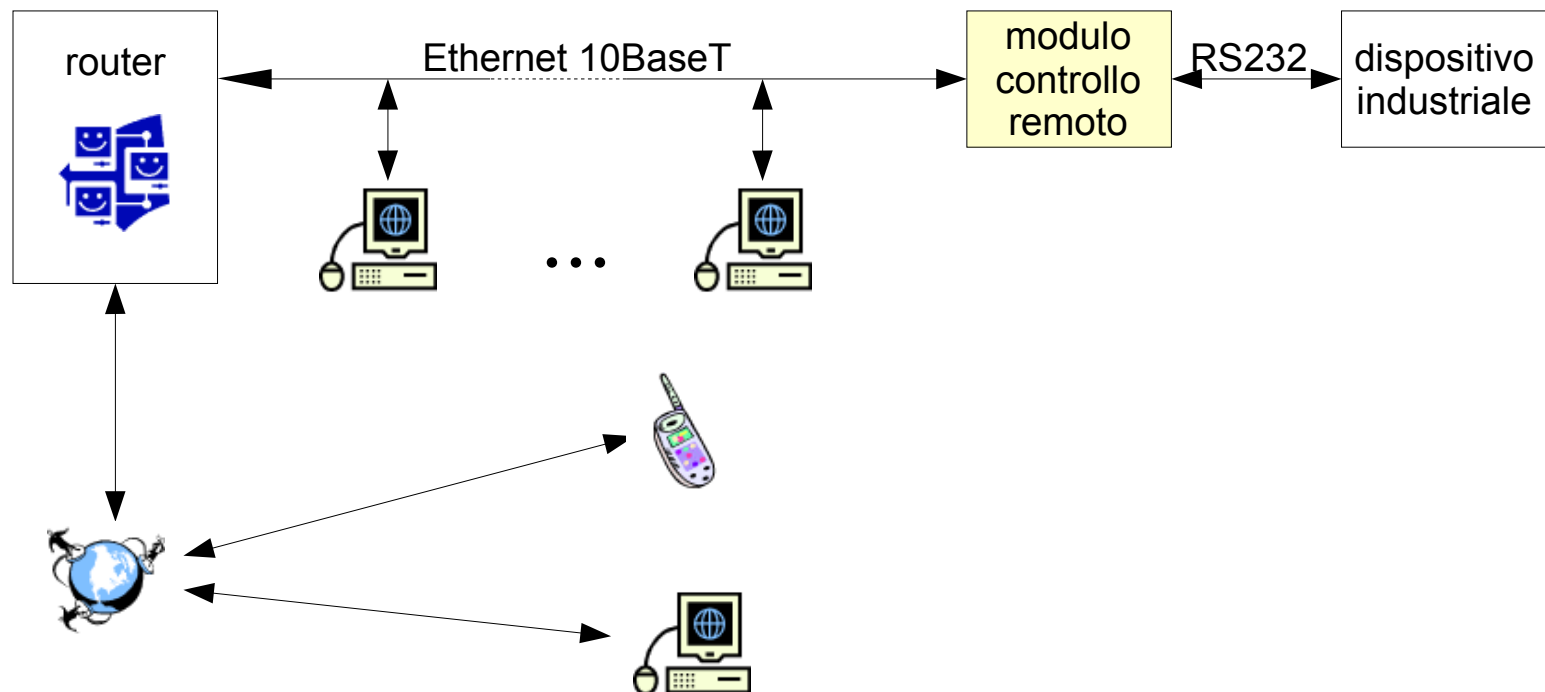 router
Ethernet 10BaseT
modulo
controllo
remoto
RS232
dispositivo
industriale
...